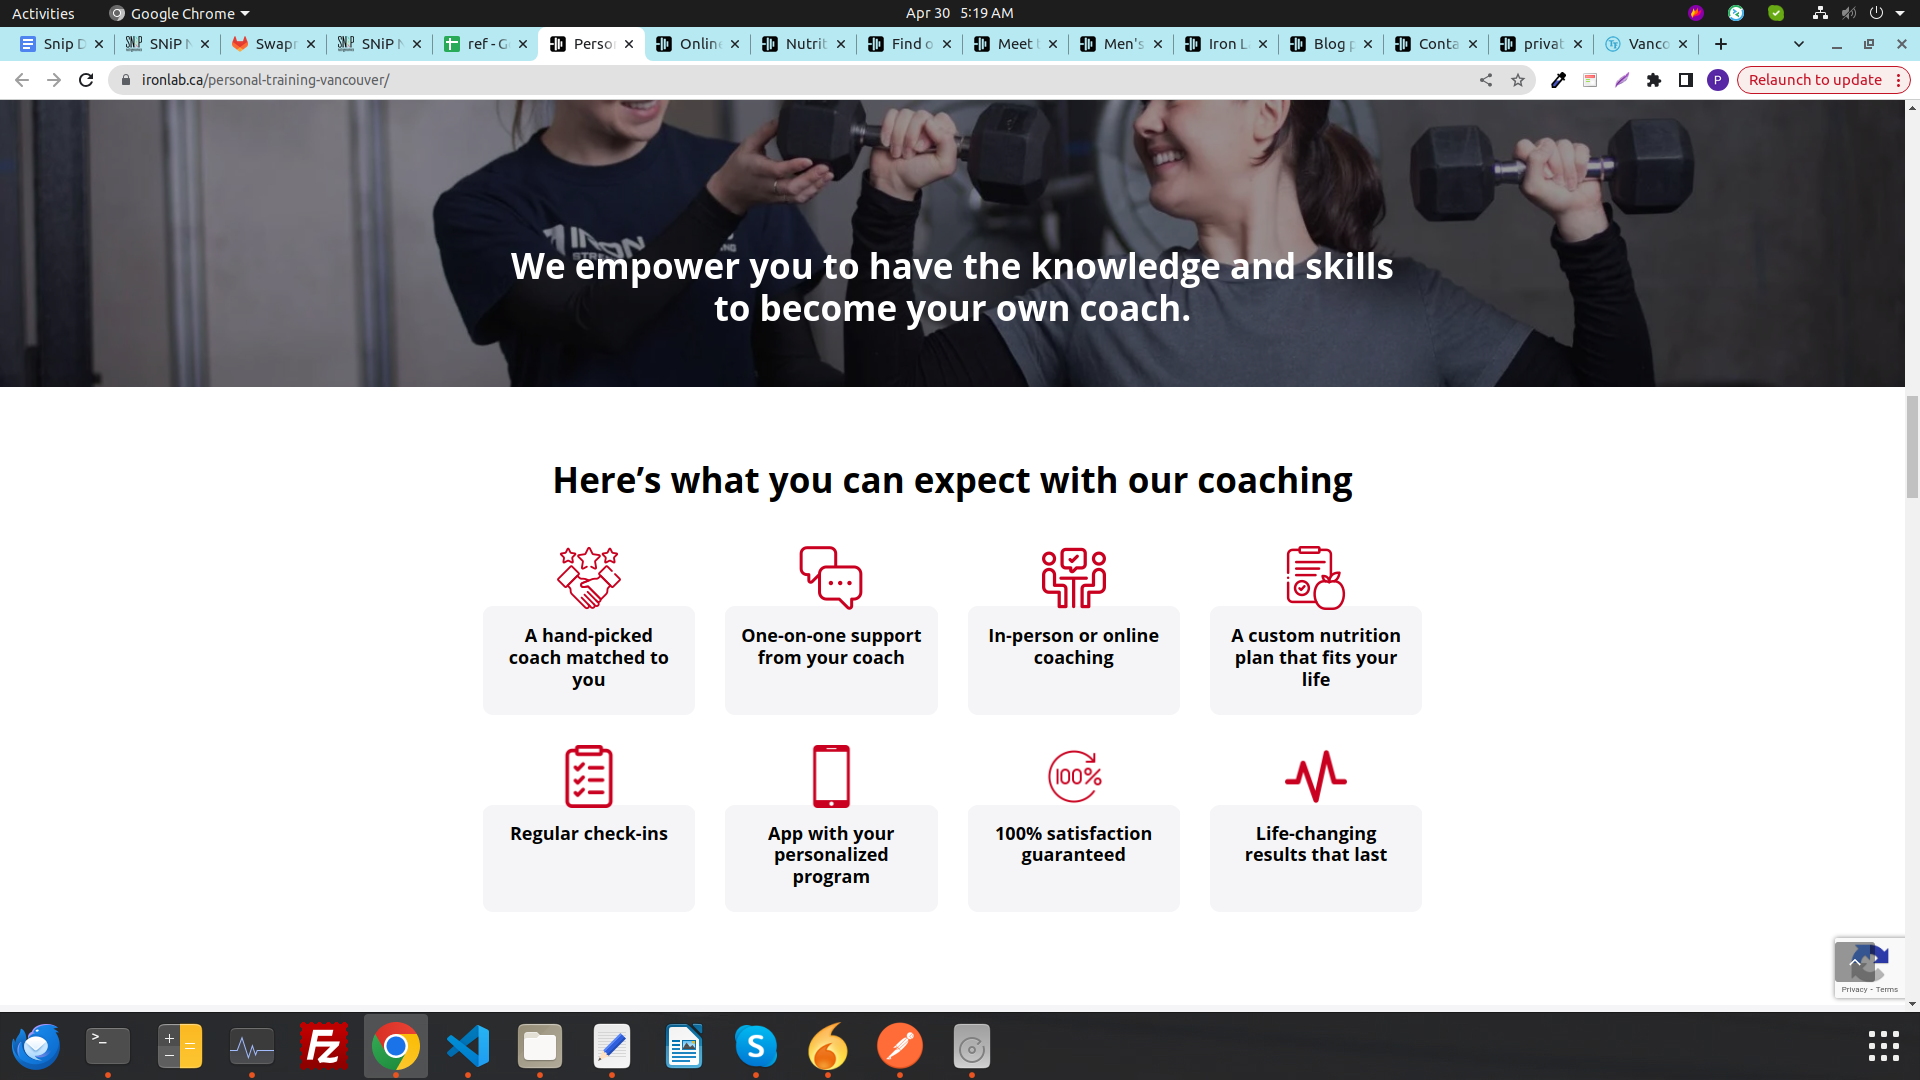 Activities
Google Chrome
Apr 30 5:19 AM
Snip D
SNiP N
Swapr
SNiP N
ref - G
Perso
Online
Nutrit
Find o
Meet t
Men's
Iron L
Blog p
Conta
privat
Vanco
ironlab.ca/personal-training-vancouver/
P
Relaunch to update
IRON
We empower you to have the knowledge and skills
to become your own coach.
Here’s what you can expect with our coaching
A hand-picked
coach matched to
you
One-on-one support
from your coach
In-person or online
coaching
A custom nutrition
plan that fits your
life
100%
Regular check-ins
App with your
personalized
program
100% satisfaction
guaranteed
Life-changing
results that last
Privacy - Terms